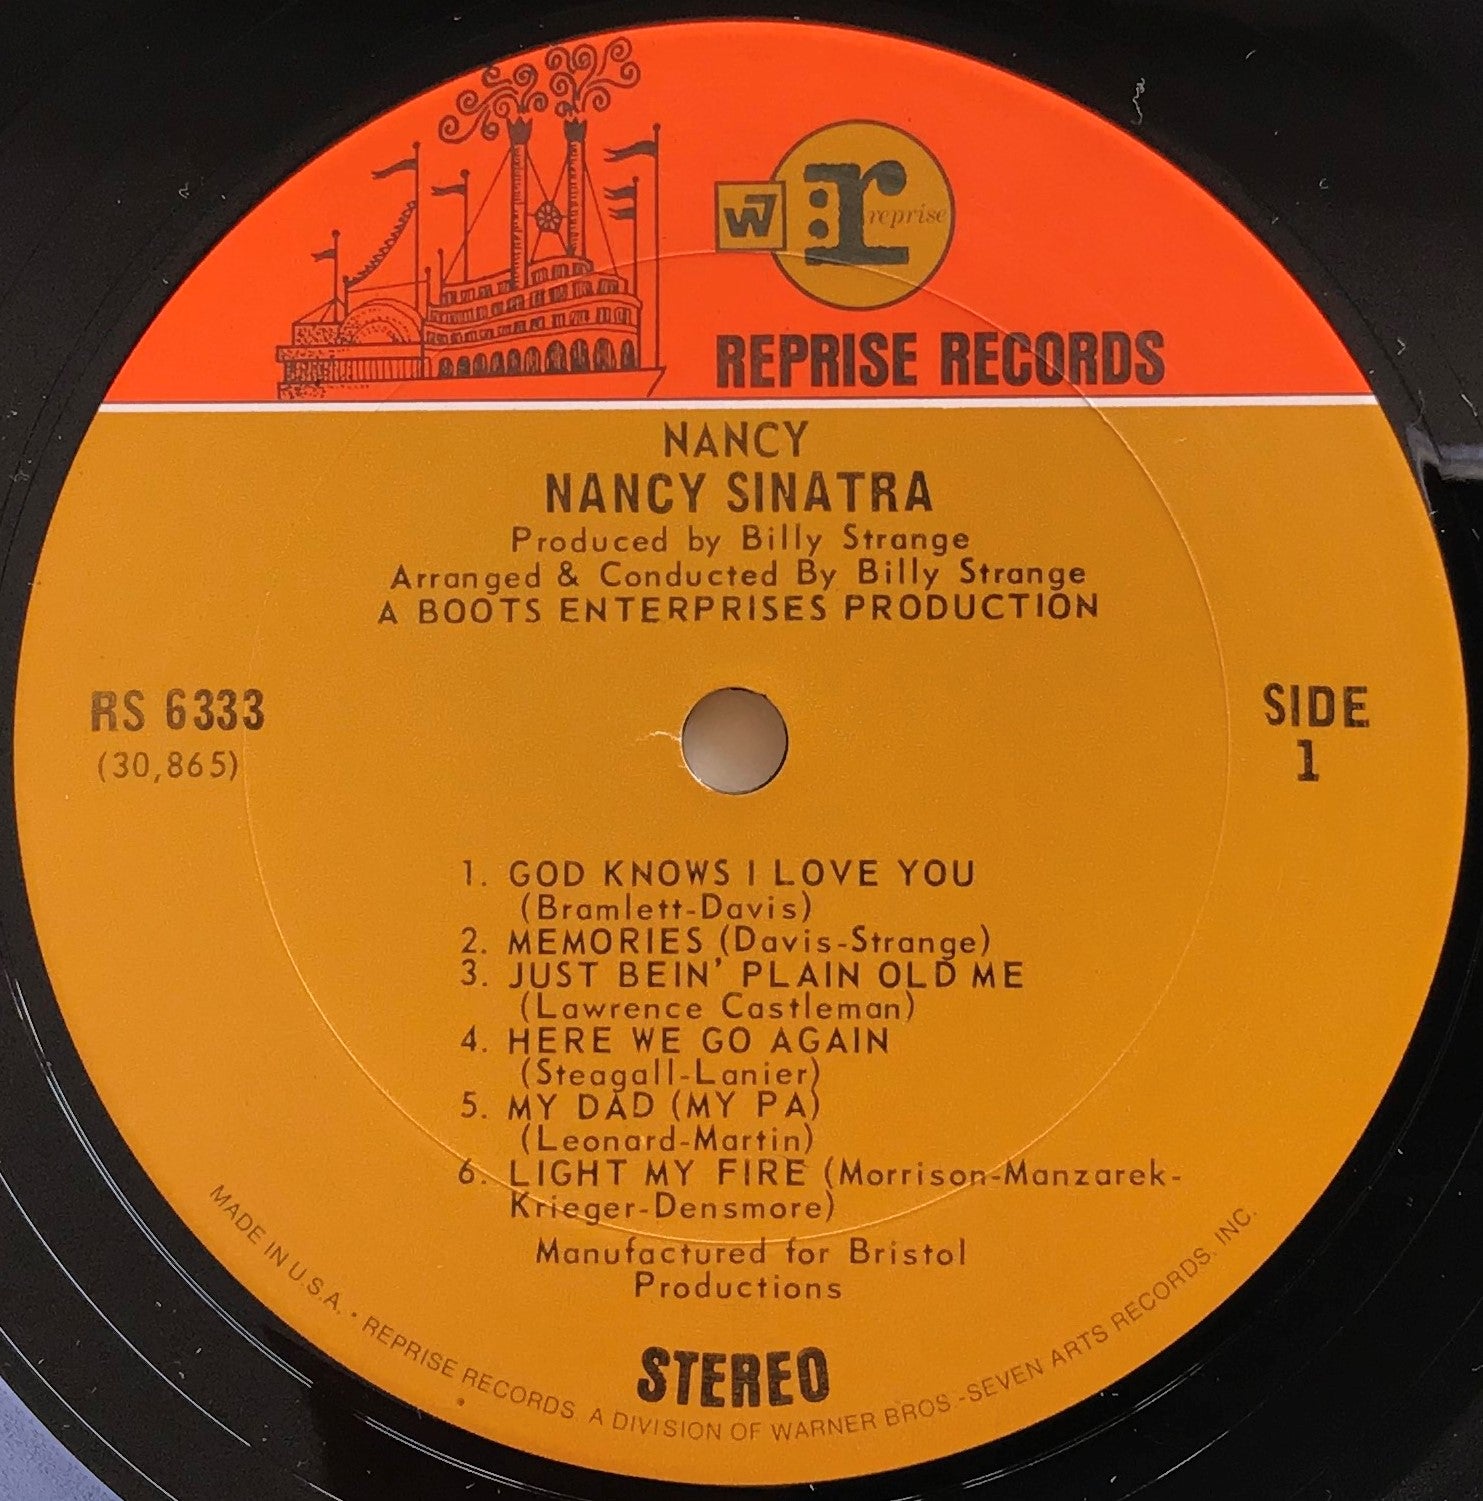 W7
r: reprise
REPRISE RECORDS
NANCY
NANCY SINATRA
Produced by Billy Strange
Arranged & Conducted By Billy Strange
A BOOTS ENTERPRISES PRODUCTION
RS 6333
(30,865)
SIDE
1
1. GOD KNOWS I LOVE YOU
(Bramlett-Davis)
2. MEMORIES (Davis-Strange)
3. JUST BEIN' PLAIN OLD ME
(Lawrence Castleman)
4. HERE WE GO AGAIN
(Steagall-Lanier)
5. MY DAD (MY PA)
(Leonard-Martin)
6. LIGHT MY FIRE (Morrison-Manzarek-
Krieger-Densmore)
Manufactured for Bristol
Productions
STEREO
MADE IN U.S.A. • REPRISE RECORDS, A DIVISION OF WARNER BROS.-SEVEN ARTS RECORDS, INC.